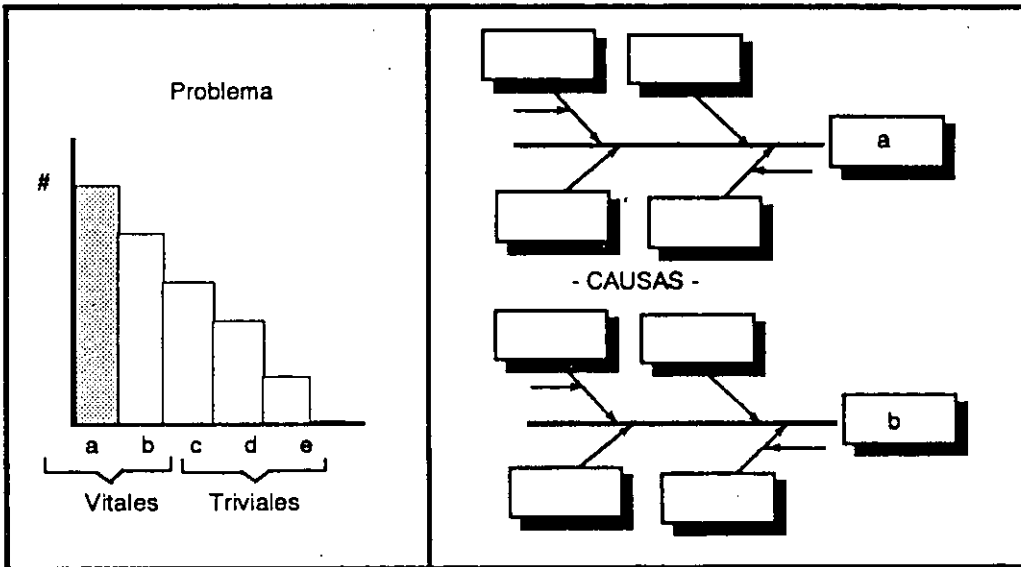 Problema
#
a b c d e
Vitales Triviales
a
- CAUSAS -
b